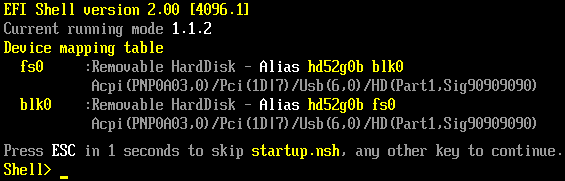 EFI Shell version 2.00 [4096.1]
Current running mode 1.1.2
Device mapping table
fs0 :Removable HardDisk - Alias hd52g0b blk0
Acpi(PNP0A03,0)/Pci(1D|7)/Usb(6,0)/HD(Part1,Sig90909090)
blk0 :Removable HardDisk - Alias hd52g0b fs0
Acpi(PNP0A03,0)/Pci(1D|7)/Usb(6,0)/HD(Part1,Sig90909090)
Press ESC in 1 seconds to skip startup.nsh, any other key to continue.
Shell> _